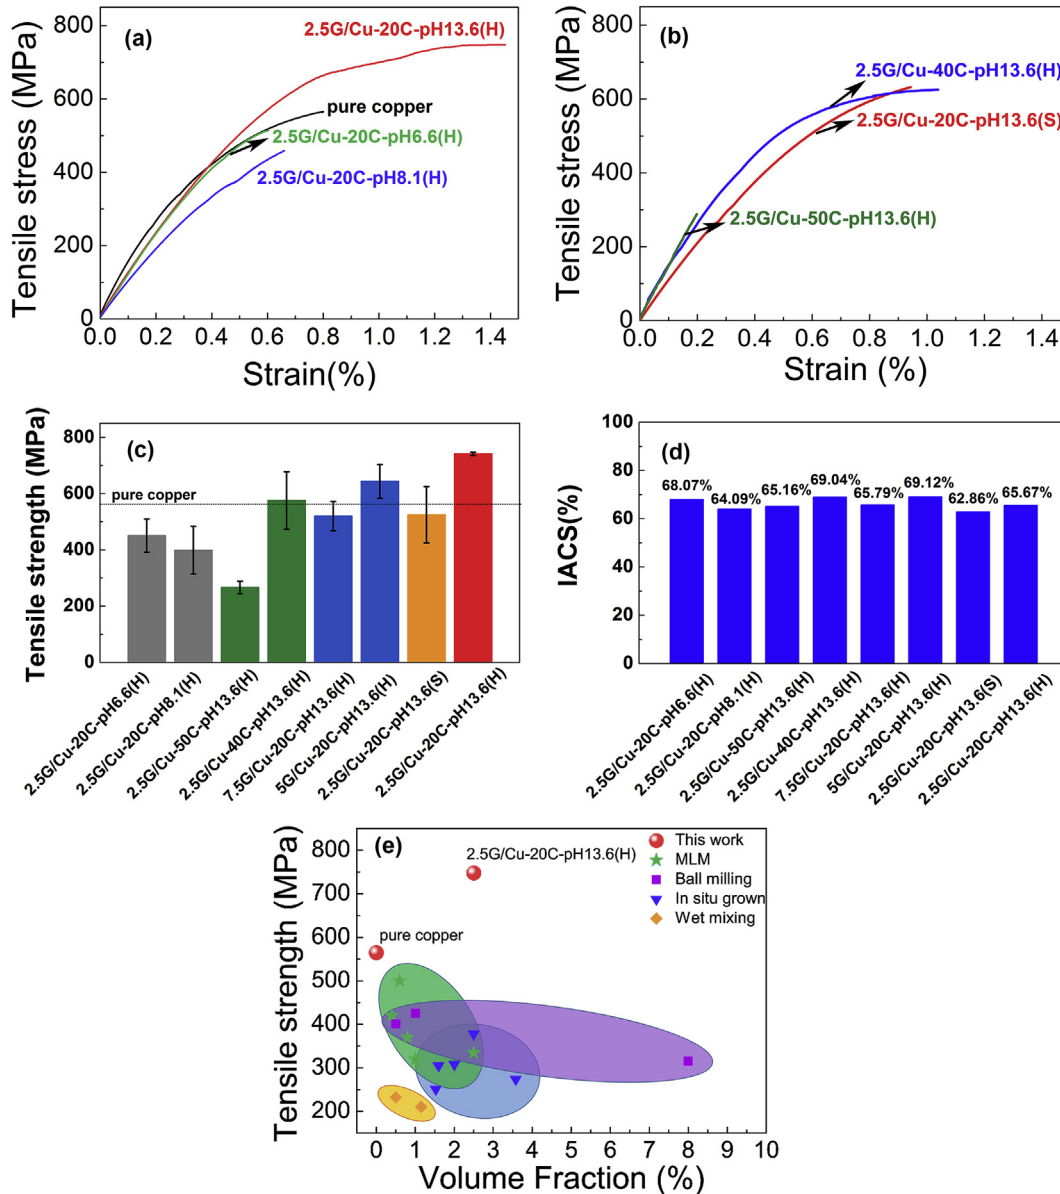 (a)
2.5G/Cu-20C-pH13.6(H)
pure copper
2.5G/Cu-20C-pH6.6(H)
2.5G/Cu-20C-pH8.1(H)
Tensile stress (MPa)
800
600
400
200
0
0.0 0.2 0.4 0.6 0.8 1.0 1.2 1.4
Strain(%)
(b)
2.5G/Cu-40C-pH13.6(H)
2.5G/Cu-20C-pH13.6(S)
2.5G/Cu-50C-pH13.6(H)
Tensile stress (MPa)
800
600
400
200
0
0.0 0.2 0.4 0.6 0.8 1.0 1.2 1.4
Strain (%)
(c)
pure copper
Tensile strength (MPa)
800
600
400
200
0
2.5G/Cu-20C-pH6.6(H)
2.5G/Cu-20C-pH8.1(H)
2.5G/Cu-50C-pH13.6(H)
2.5G/Cu-40C-pH13.6(H)
7.5G/Cu-20C-pH13.6(H)
5G/Cu-20C-pH13.6(H)
2.5G/Cu-20C-pH13.6(S)
2.5G/Cu-20C-pH13.6(H)
(d)
IACS(%)
100
80
60
40
20
0
68.07%
64.09%
65.16%
69.04%
65.79%
69.12%
62.86%
65.67%
2.5G/Cu-20C-pH6.6(H)
2.5G/Cu-20C-pH8.1(H)
2.5G/Cu-50C-pH13.6(H)
2.5G/Cu-40C-pH13.6(H)
7.5G/Cu-20C-pH13.6(H)
5G/Cu-20C-pH13.6(H)
2.5G/Cu-20C-pH13.6(S)
2.5G/Cu-20C-pH13.6(H)
(e)
This work
MLM
Ball milling
In situ grown
Wet mixing
2.5G/Cu-20C-pH13.6(H)
pure copper
Tensile strength (MPa)
800
750
700
650
600
550
500
450
400
350
300
250
200
0 1 2 3 4 5 6 7 8 9 10
Volume Fraction (%)